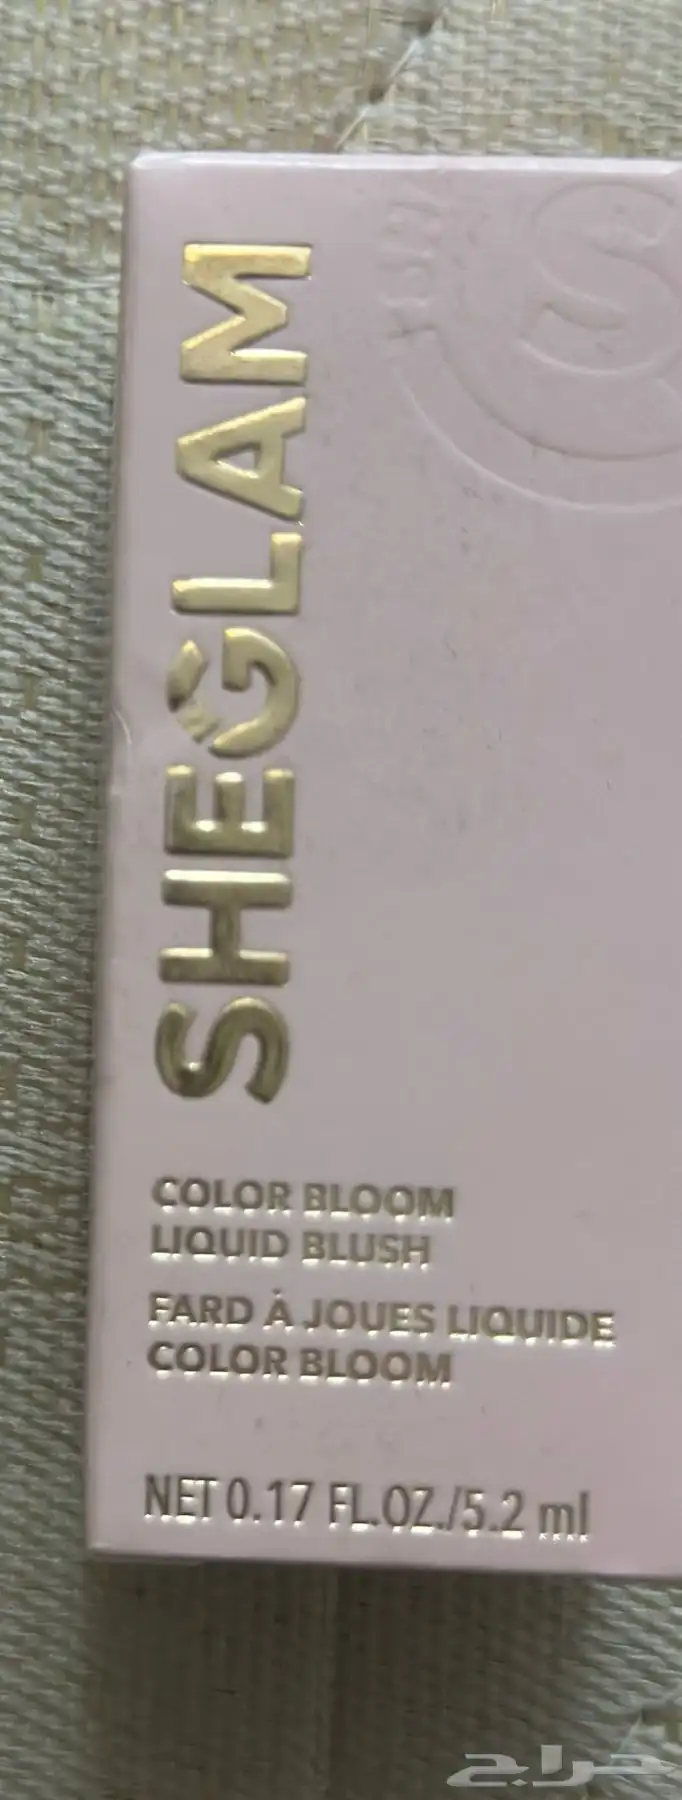 SHEGLAM
COLOR BLOOM
LIQUID BLUSH
FARD À JOUES LIQUIDE
COLOR BLOOM
NET 0.17 FL.OZ./5.2 ml
S
حراج